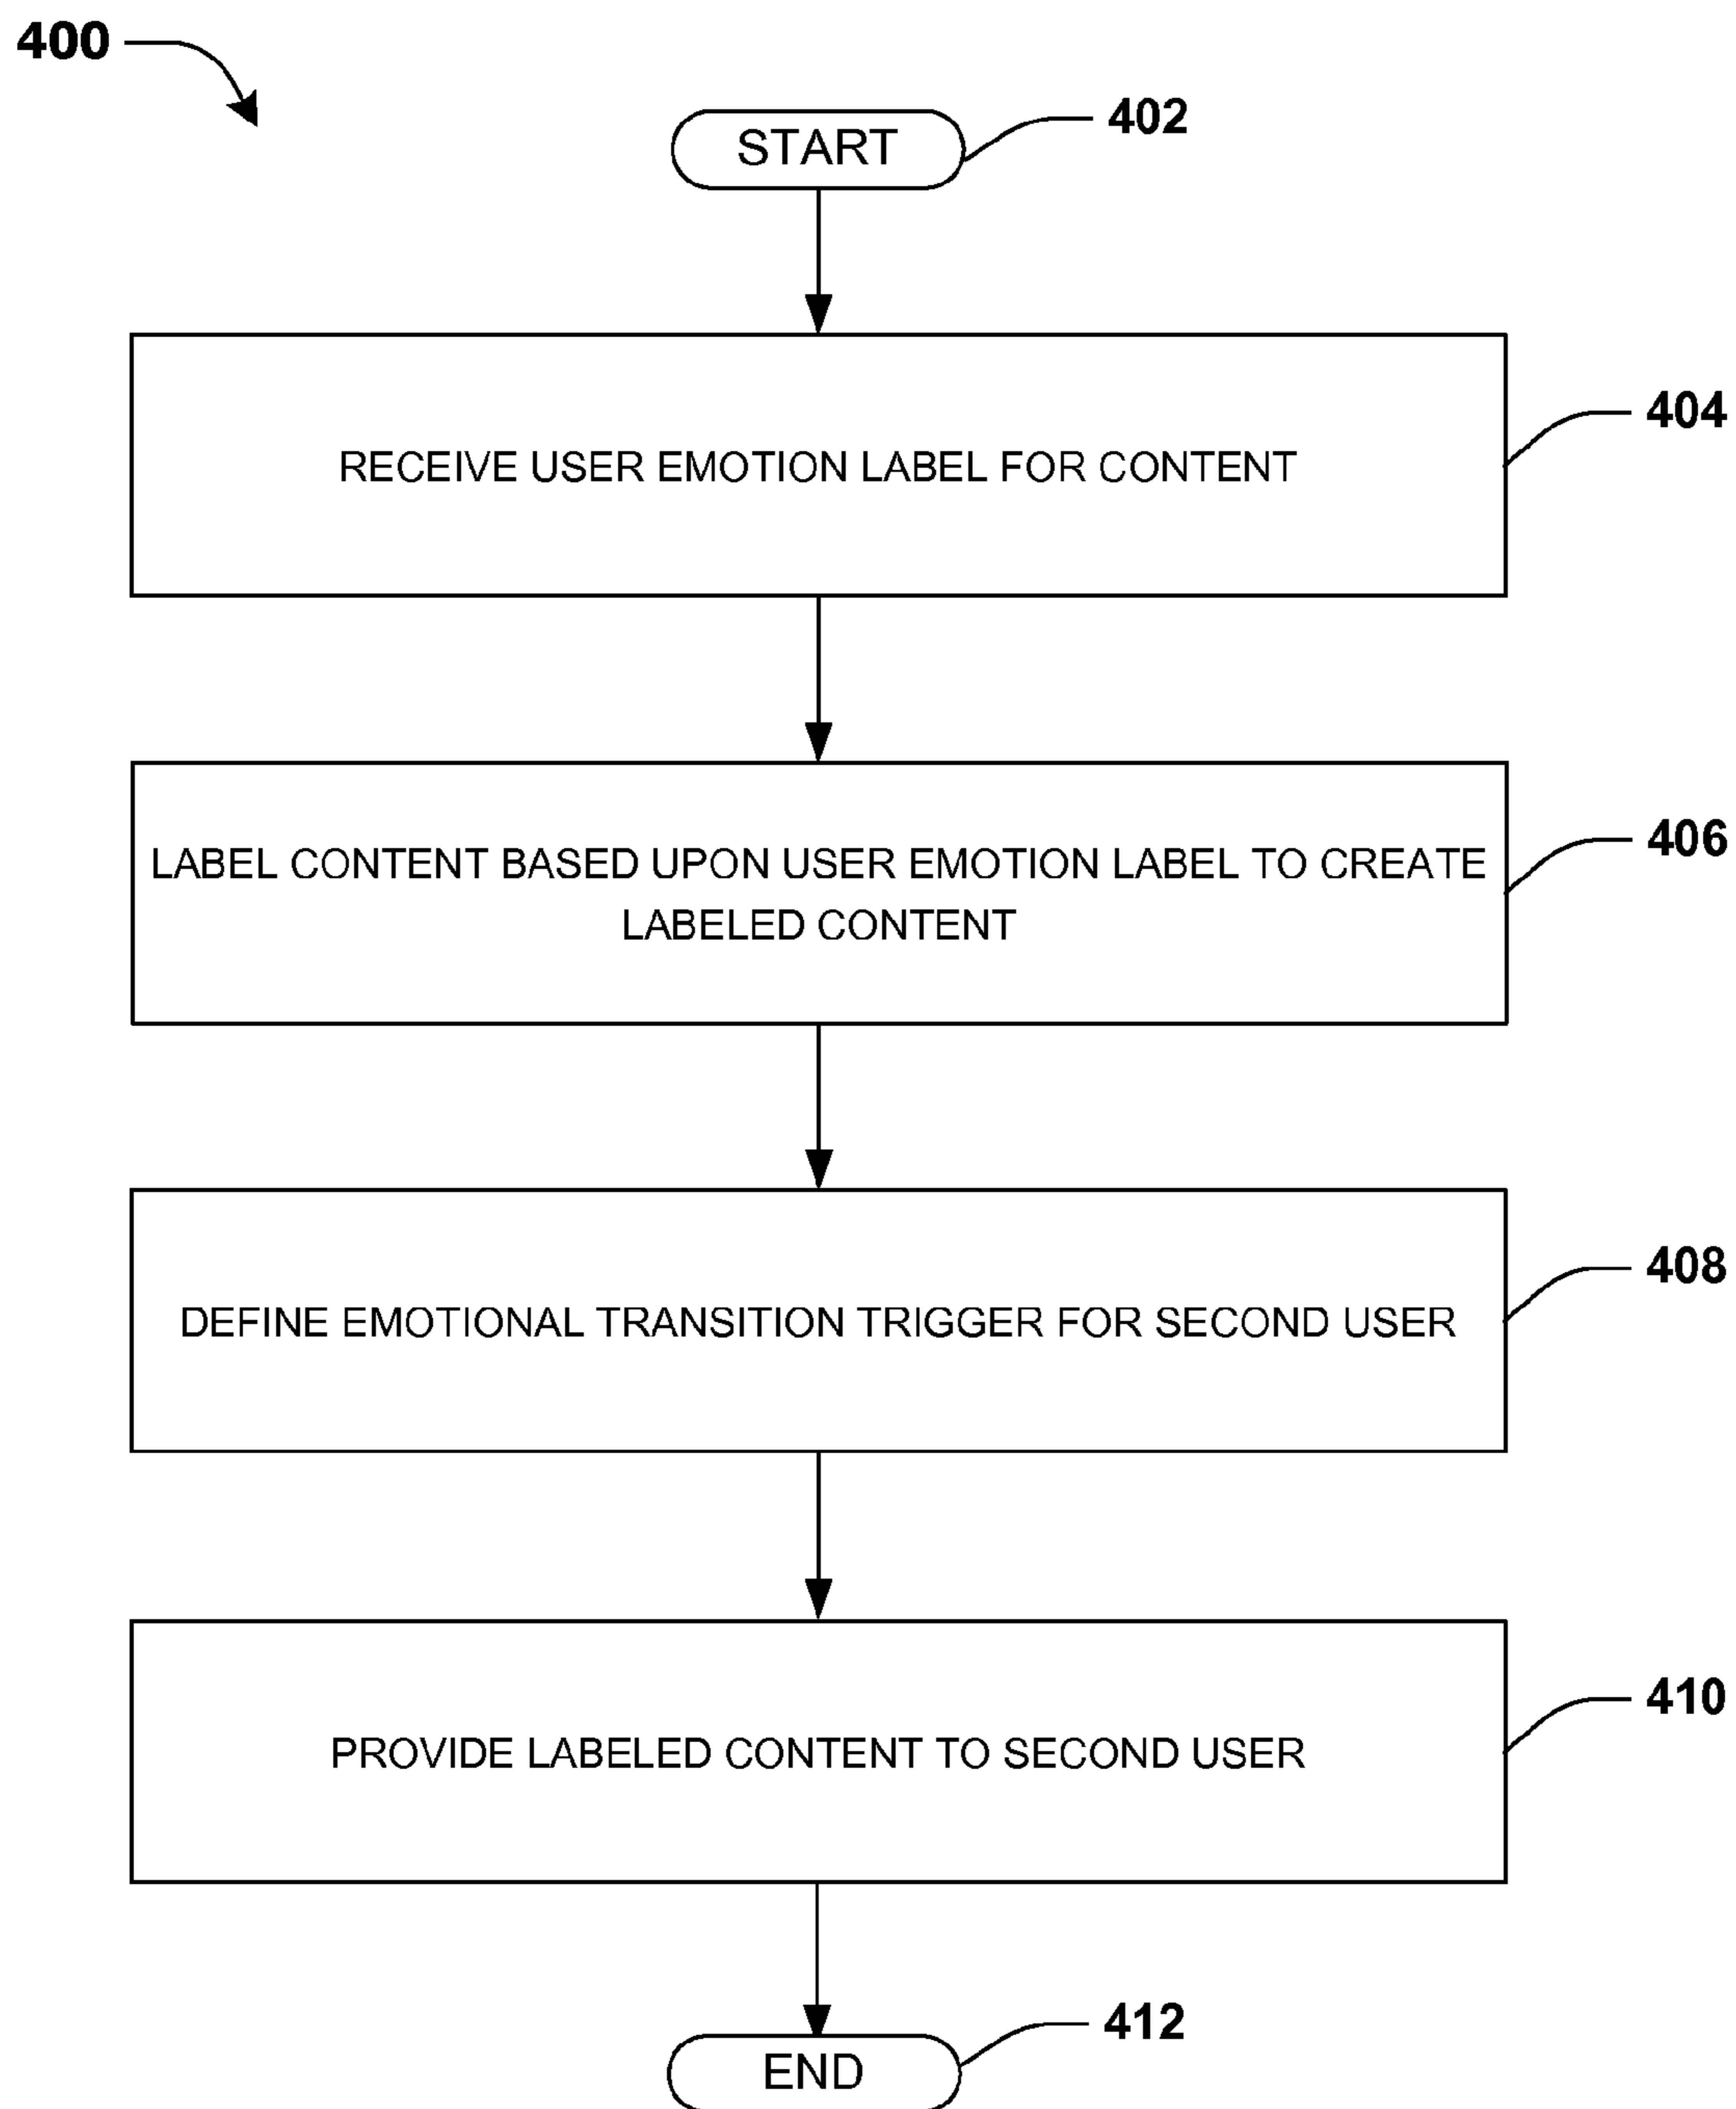 400
START
402
RECEIVE USER EMOTION LABEL FOR CONTENT
404
LABEL CONTENT BASED UPON USER EMOTION LABEL TO CREATE
LABELED CONTENT
406
DEFINE EMOTIONAL TRANSITION TRIGGER FOR SECOND USER
408
PROVIDE LABELED CONTENT TO SECOND USER
410
END
412